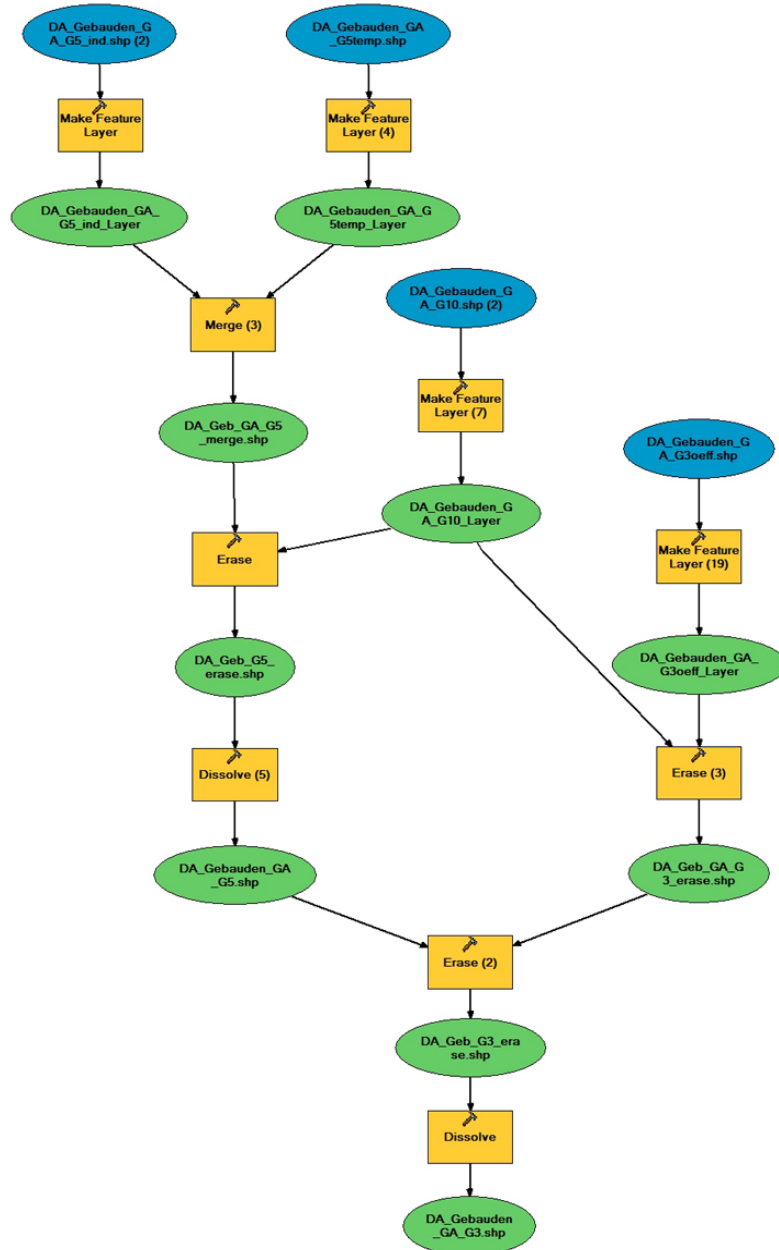 DA_Gebauden_G
A_G5_ind.shp (2)
DA_Gebauden_GA
_G5temp.shp
Make Feature
Layer
Make Feature
Layer (4)
DA_Gebauden_GA_
G5_ind_Layer
DA_Gebauden_GA_G
5temp_Layer
Merge (3)
DA_Gebauden_G
A_G10.shp (2)
Make Feature
Layer (7)
DA_Geb_GA_G5
_merge.shp
DA_Gebauden_G
A_G3oeff.shp
DA_Gebauden_G
A_G10_Layer
Erase
Make Feature
Layer (19)
DA_Geb_G5_
erase.shp
DA_Gebauden_GA_
G3oeff_Layer
Dissolve (5)
Erase (3)
DA_Gebauden_GA
_G5.shp
DA_Geb_GA_G
3_erase.shp
Erase (2)
DA_Geb_G3_era
se.shp
Dissolve
DA_Gebauden
_GA_G3.shp